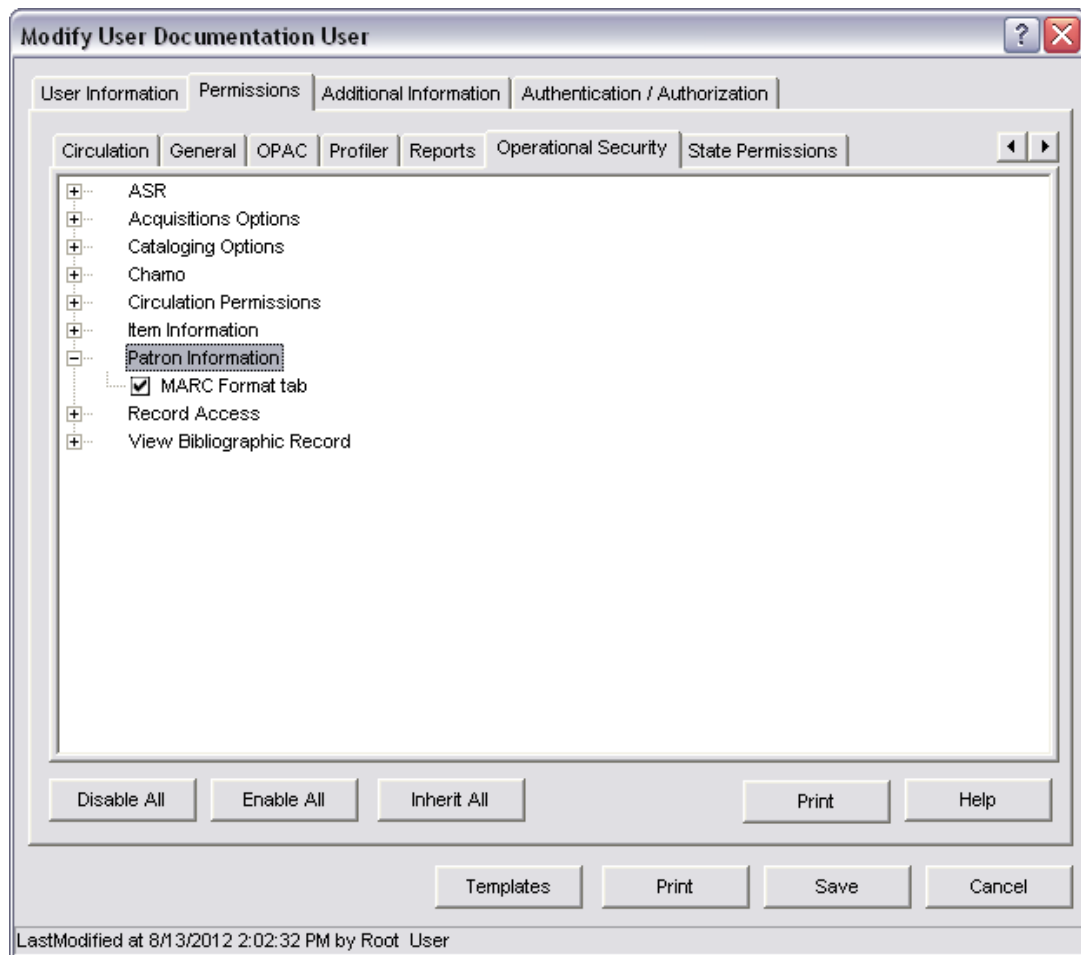 Modify User Documentation User
User Information Permissions Additional Information Authentication / Authorization
Circulation General OPAC Profiler Reports Operational Security State Permissions
ASR
Acquisitions Options
Cataloging Options
Chamo
Circulation Permissions
Item Information
Patron Information
MARC Format tab
Record Access
View Bibliographic Record
Disable All Enable All Inherit All Print Help
Templates Print Save Cancel
LastModified at 8/13/2012 2:02:32 PM by Root User